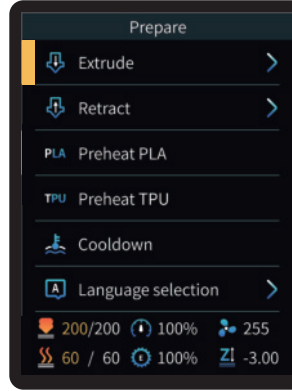 Prepare
Extrude
Retract
PLA Preheat PLA
TPU Preheat TPU
Cooldown
A Language selection
200/200 100% 255
60 / 60 E 100% Z -3.00